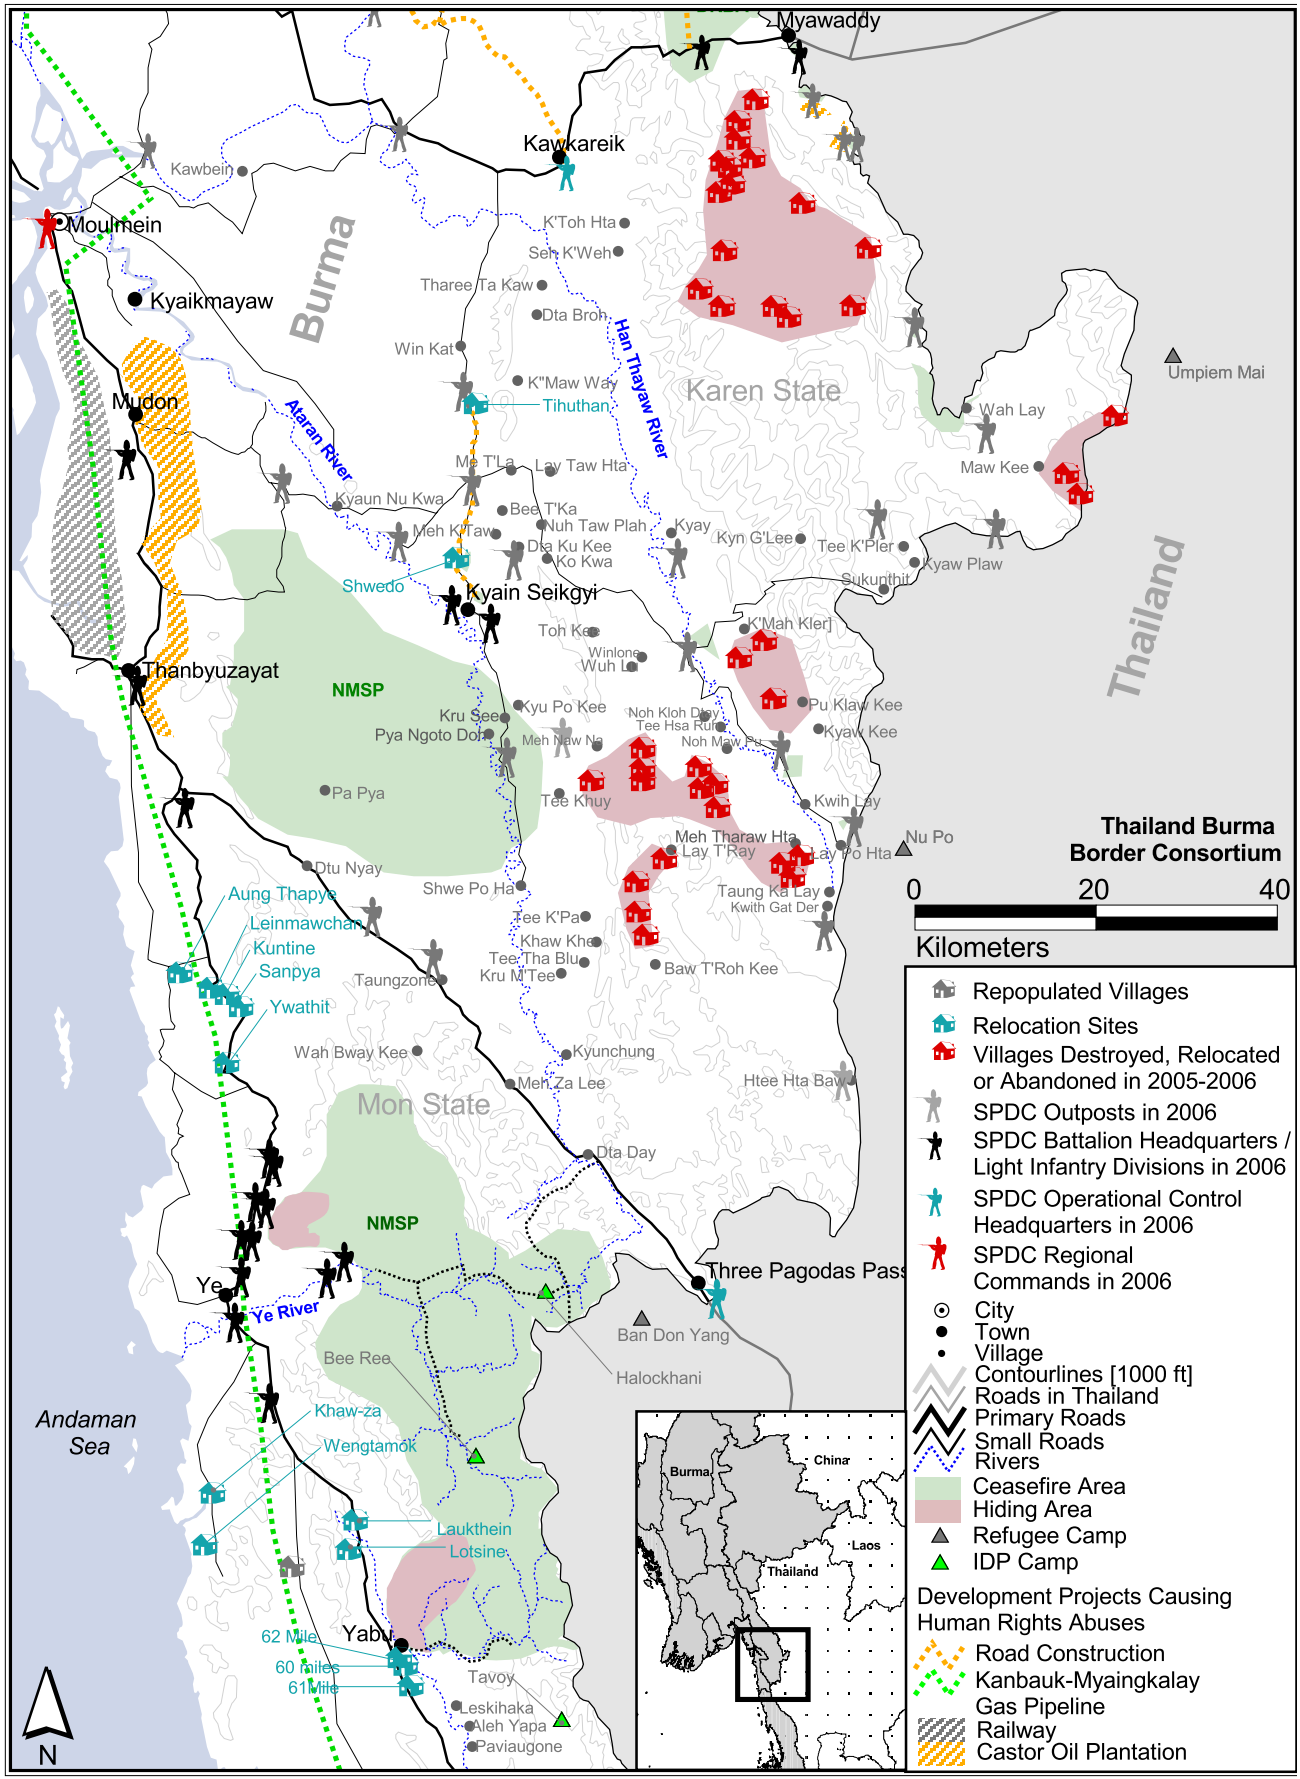 Myawaddy
Kawkareik
Kawbein
Moulmein
K'Toh Hta
Seh K'Weh
Burma
Tharee Ta Kaw
Kyaikmayaw
Dta Broh
Han Thayaw River
Win Kat
Umpiem Mai
K"Maw Way
Karen State
Mudon
Tihuthan
Wah Lay
Ataran River
Me T'La
Lay Taw Hta
Maw Kee
Kyaun Nu Kwa
Bee T'Ka
Meh K'Taw
Nuh Taw Plah
Kyay
Kyn G'Lee
Tee K'Pler
Dta Ku Kee
Ko Kwa
Kyaw Plaw
Shwedo
Sukunthit
Kyain Seikgyi
Thailand
Toh Kee
K'Mah Kler]
Winlone
Wuh La
Thanbyuzayat
NMSP
Kyu Po Kee
Pu Klaw Kee
Kru See
Noh Kloh Dtay
Tee Hsa Ruh
Pya Ngoto Doh
Meh Naw Na
Noh Maw Pu
Kyaw Kee
Pa Pya
Tee Khuy
Kwih Lay
Meh Tharaw Hta
Nu Po
Lay T'Ray
Lay Po Hta
Thailand Burma
Border Consortium
0 20 40
Kilometers
Dtu Nyay
Shwe Po Ha
Taung Ka Lay
Kwith Gat Der
Aung Thapye
Leinmawchan
Kuntine
Sanpya
Ywathit
Tee K'Pa
Khaw Khe
Tee Tha Blu
Kru M'Tee
Baw T'Roh Kee
Taungzone
Wah Bway Kee
Kyunchung
Meh Za Lee
Htee Hta Baw
Mon State
Dta Day
NMSP
Three Pagodas Pass
Ye
Ye River
Ban Don Yang
Bee Ree
Halockhani
Khaw-za
Andaman
Sea
Wengtamok
Laukthein
Lotsine
Yabu
62 Mile
60 miles
61Mile
Tavoy
Leskihaka
Aleh Yapa
Paviaugone
N
Burma
China
Laos
Thailand
Repopulated Villages
Relocation Sites
Villages Destroyed, Relocated
or Abandoned in 2005-2006
SPDC Outposts in 2006
SPDC Battalion Headquarters /
Light Infantry Divisions in 2006
SPDC Operational Control
Headquarters in 2006
SPDC Regional
Commands in 2006
City
Town
Village
Contourlines [1000 ft]
Roads in Thailand
Primary Roads
Small Roads
Rivers
Ceasefire Area
Hiding Area
Refugee Camp
IDP Camp
Development Projects Causing
Human Rights Abuses
Road Construction
Kanbauk-Myaingkalay
Gas Pipeline
Railway
Castor Oil Plantation